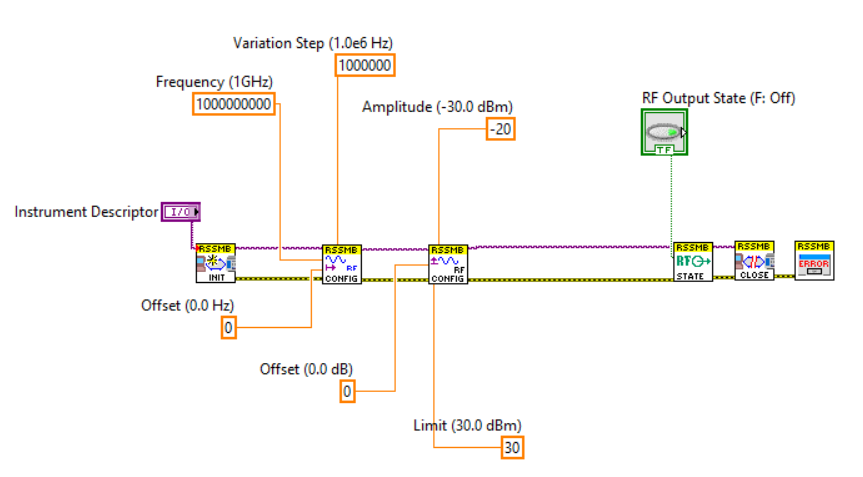 Variation Step (1.0e6 Hz)
1000000
Frequency (1GHz)
1000000000
Amplitude (-30.0 dBm)
-20
RF Output State (F: Off)
TF
Instrument Descriptor
I/O
RSSMB
INIT
RSSMB
RF
CONFIG
RSSMB
RF
CONFIG
RSSMB
RF
STATE
RSSMB
CLOSE
RSSMB
ERROR
Offset (0.0 Hz)
0
Offset (0.0 dB)
0
Limit (30.0 dBm)
30